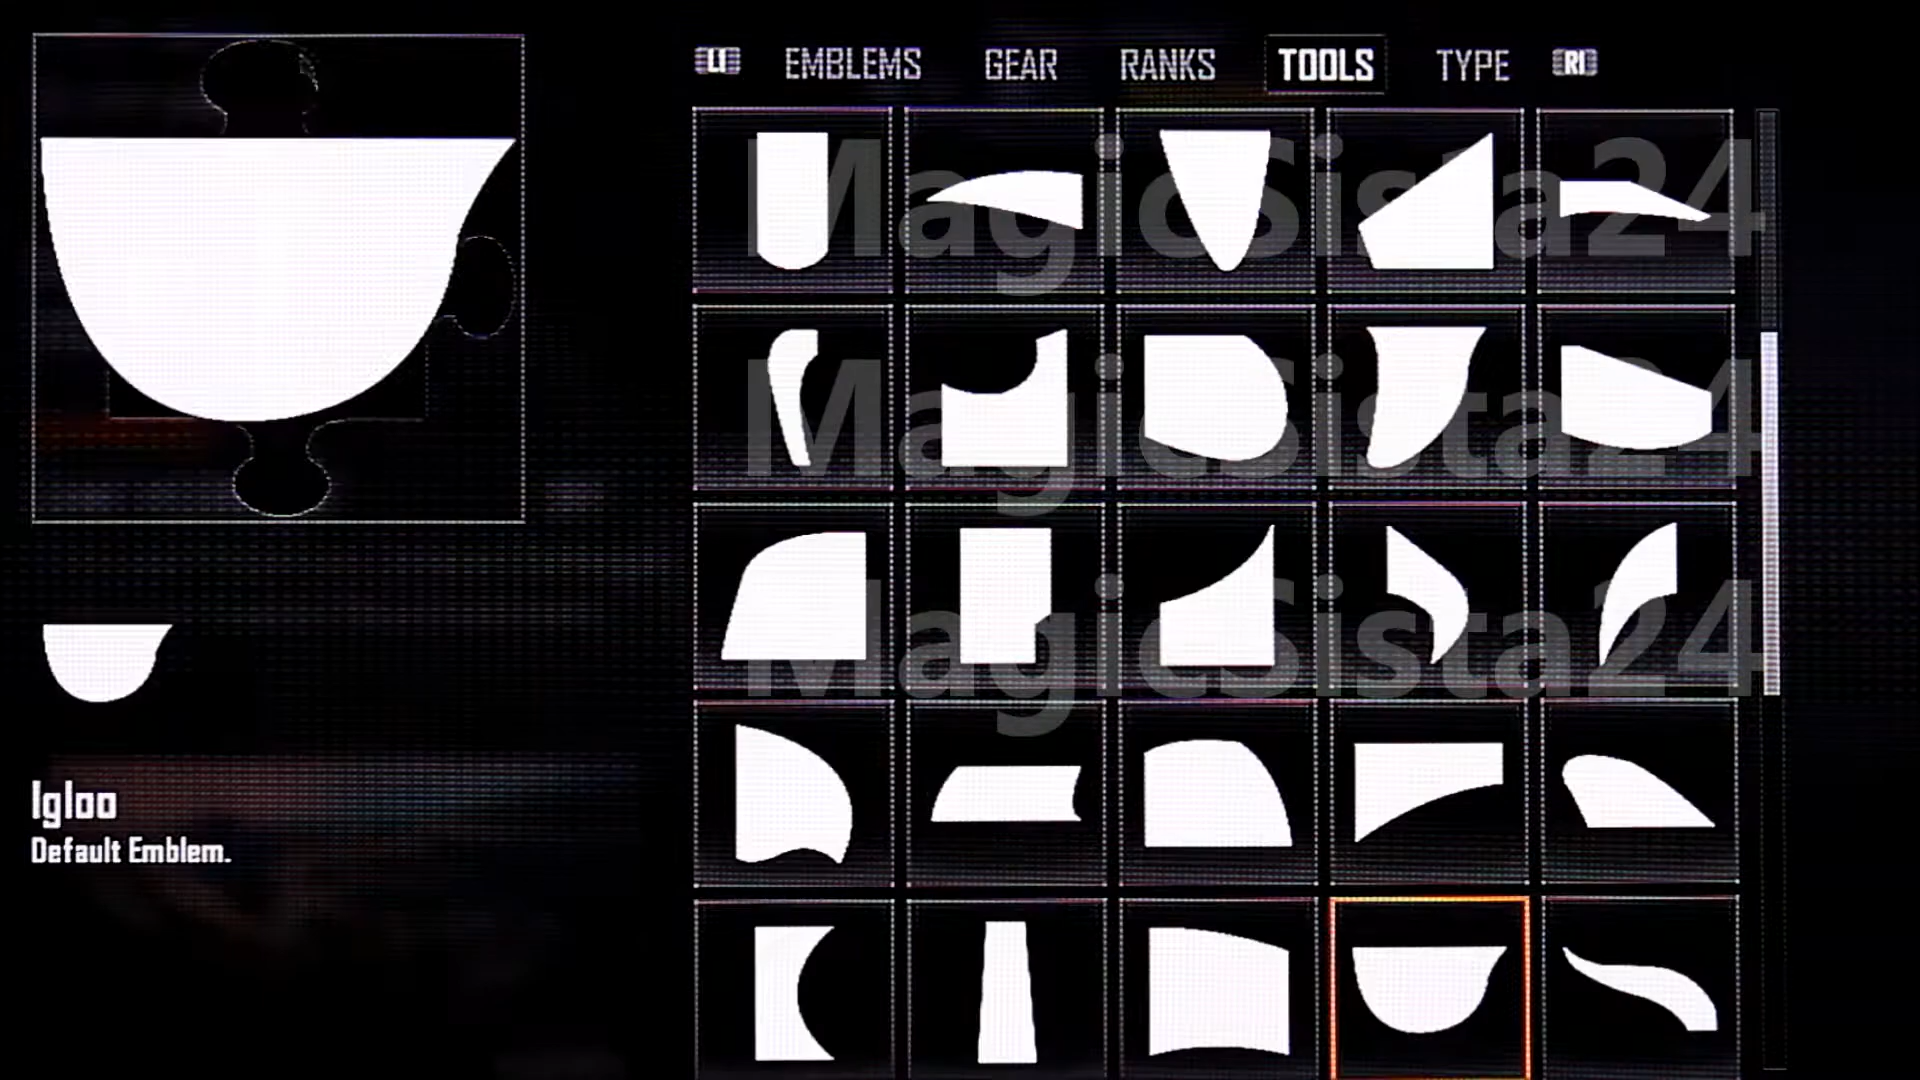 L1 EMBLEMS GEAR RANKS TOOLS TYPE R1
MagicSista24
MagicSista24
MagicSista24
Igloo
Default Emblem.